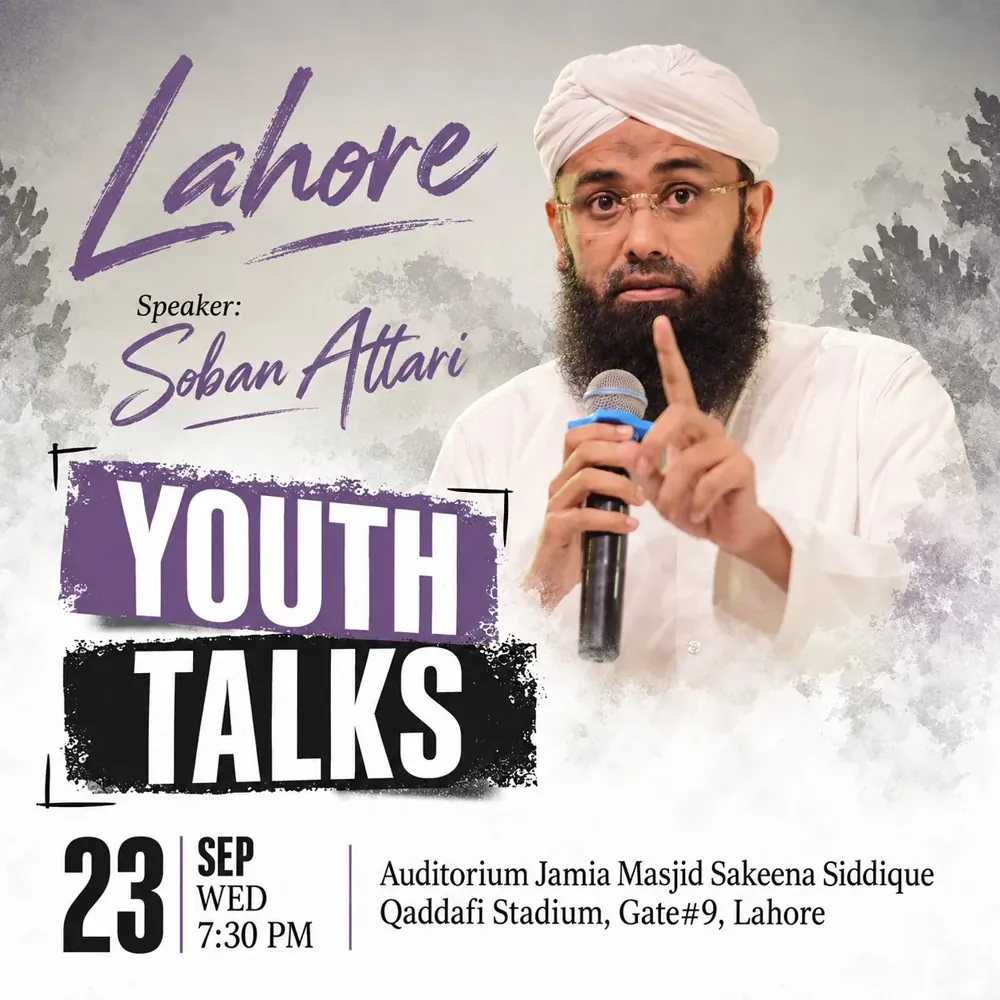 Lahore
Speaker:
Soban Attari
YOUTH
TALKS
23
SEP
WED
7:30 PM
Auditorium Jamia Masjid Sakeena Siddique
Qaddafi Stadium, Gate#9, Lahore